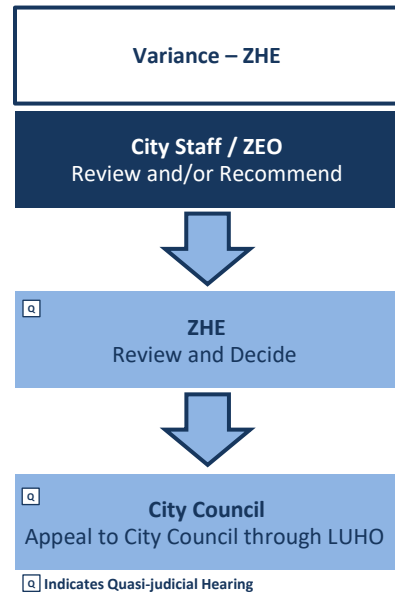 Variance – ZHE
City Staff / ZEO
Review and/or Recommend
Q
ZHE
Review and Decide
Q
City Council
Appeal to City Council through LUHO
Q Indicates Quasi-judicial Hearing